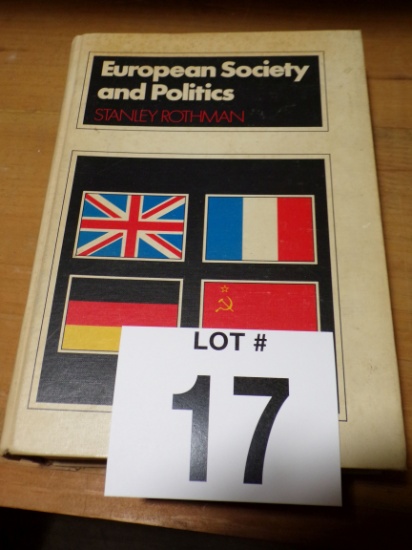 European Society
and Politics
STANLEY ROTHMAN
LOT #
17